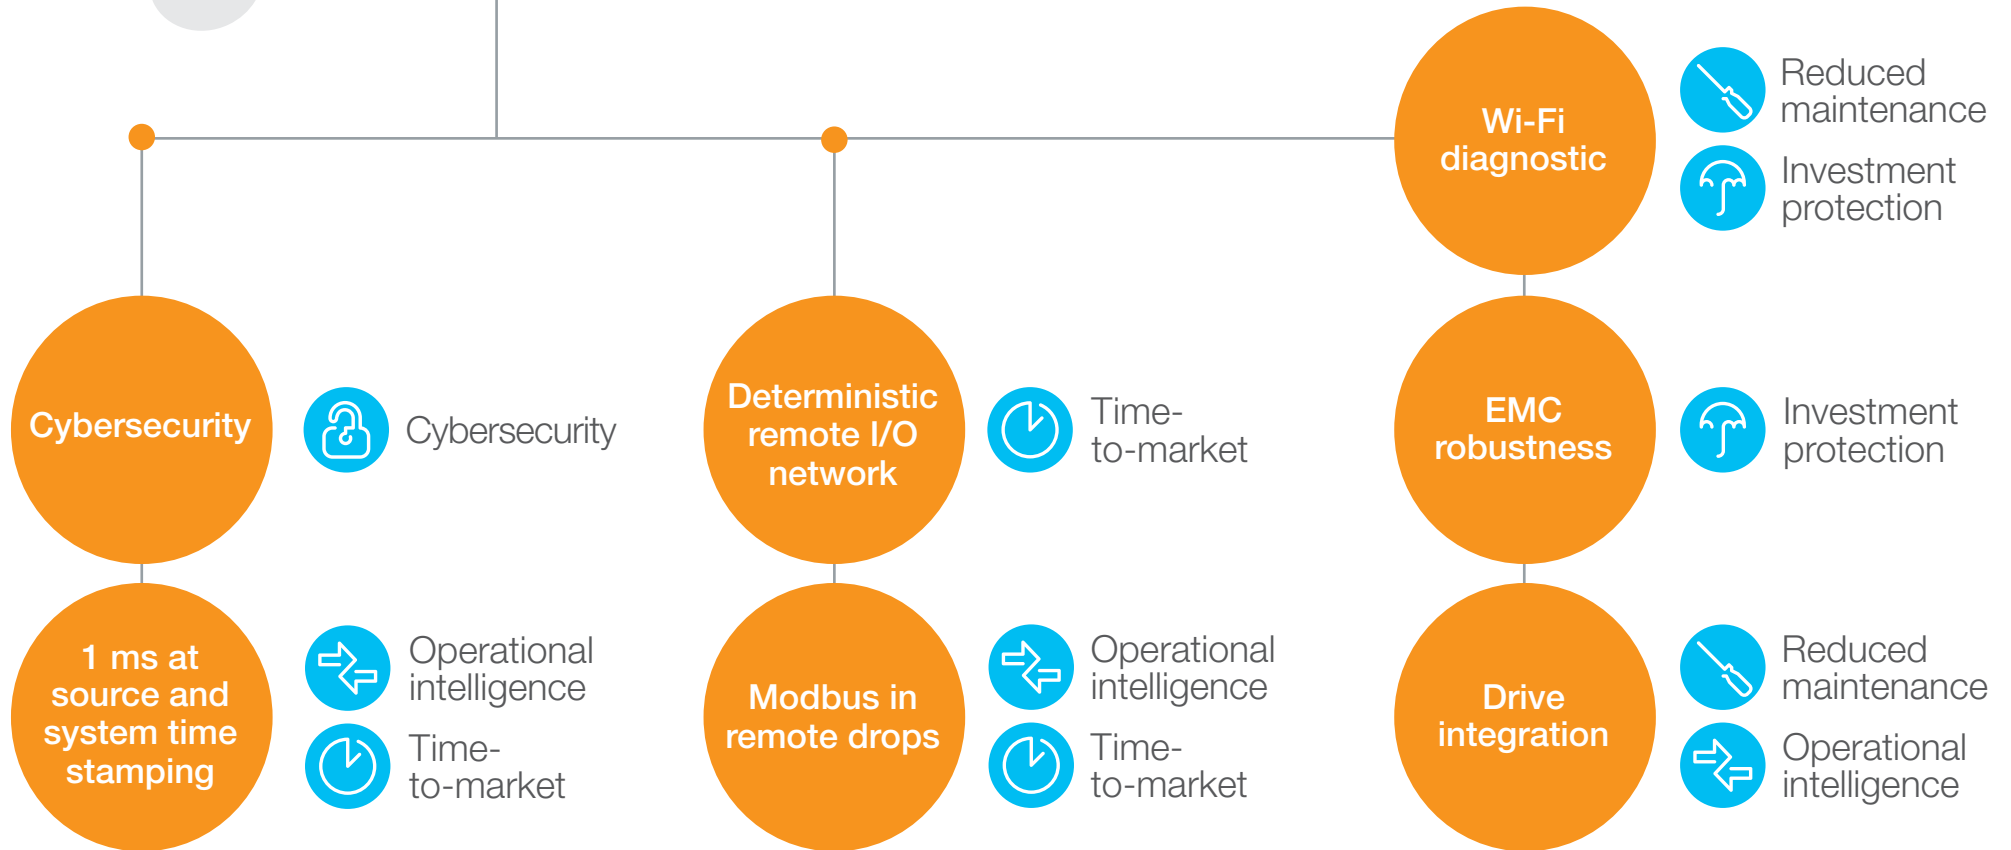 Wi-Fi
diagnostic
Reduced
maintenance
Investment
protection
Cybersecurity
Cybersecurity
Deterministic
remote I/O
network
Time-
to-market
EMC
robustness
Investment
protection
1 ms at
source and
system time
stamping
Operational
intelligence
Time-
to-market
Modbus in
remote drops
Operational
intelligence
Time-
to-market
Drive
integration
Reduced
maintenance
Operational
intelligence